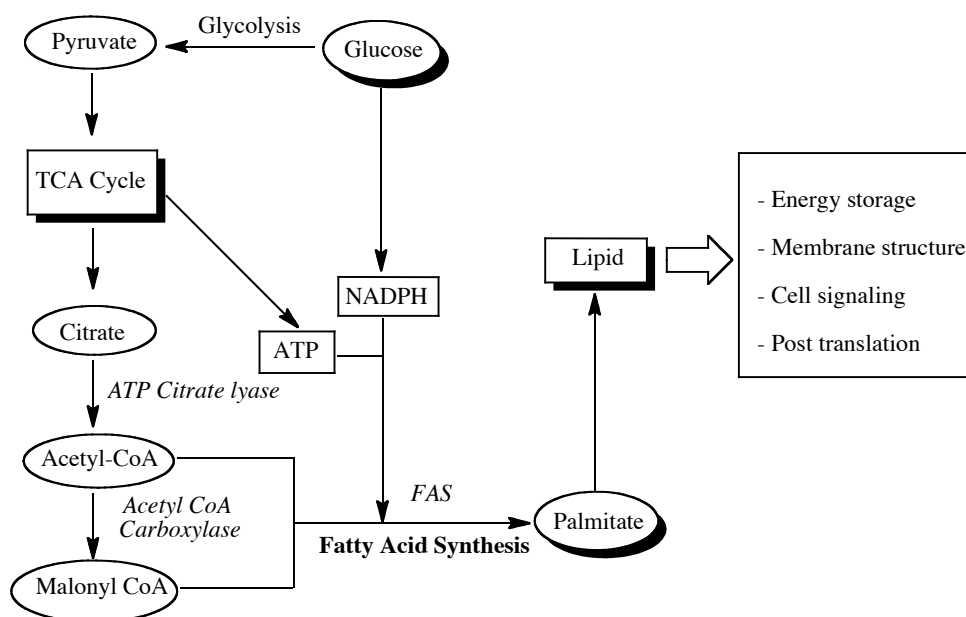 Glycolysis
Pyruvate
Glucose
TCA Cycle
- Energy storage
- Membrane structure
- Cell signaling
- Post translation
Lipid
NADPH
Citrate
ATP
ATP Citrate lyase
Acetyl-CoA
Acetyl CoA
Carboxylase
FAS
Palmitate
Fatty Acid Synthesis
Malonyl CoA